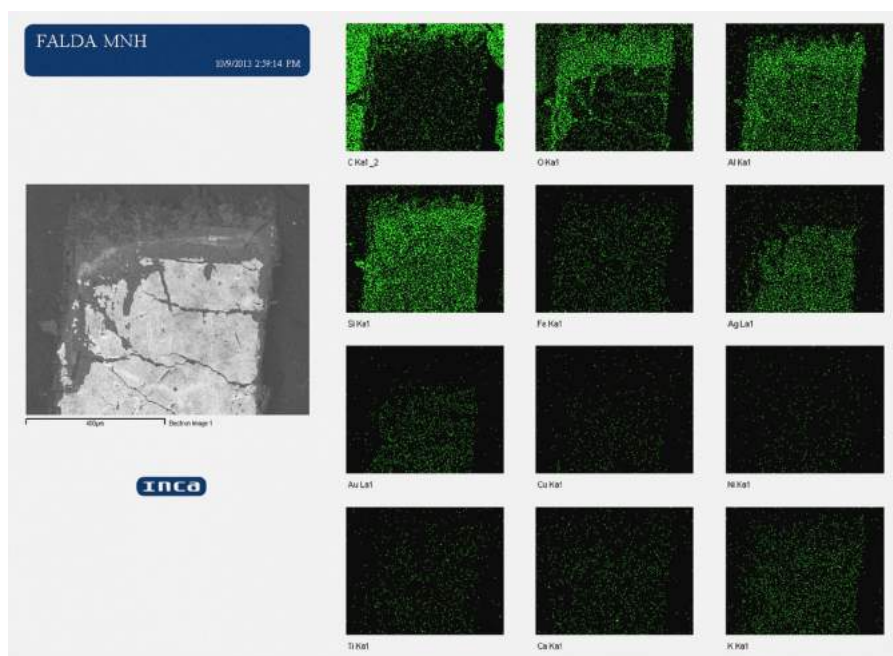 FALDA MNH
10/9/2013 2:59:14 PM
C Ka1_2
O Ka1
Al Ka1
Si Ka1
Fe Ka1
Ag La1
400µm
Electron Image 1
Au La1
Cu Ka1
Ni Ka1
INCA
Ti Ka1
Ca Ka1
K Ka1